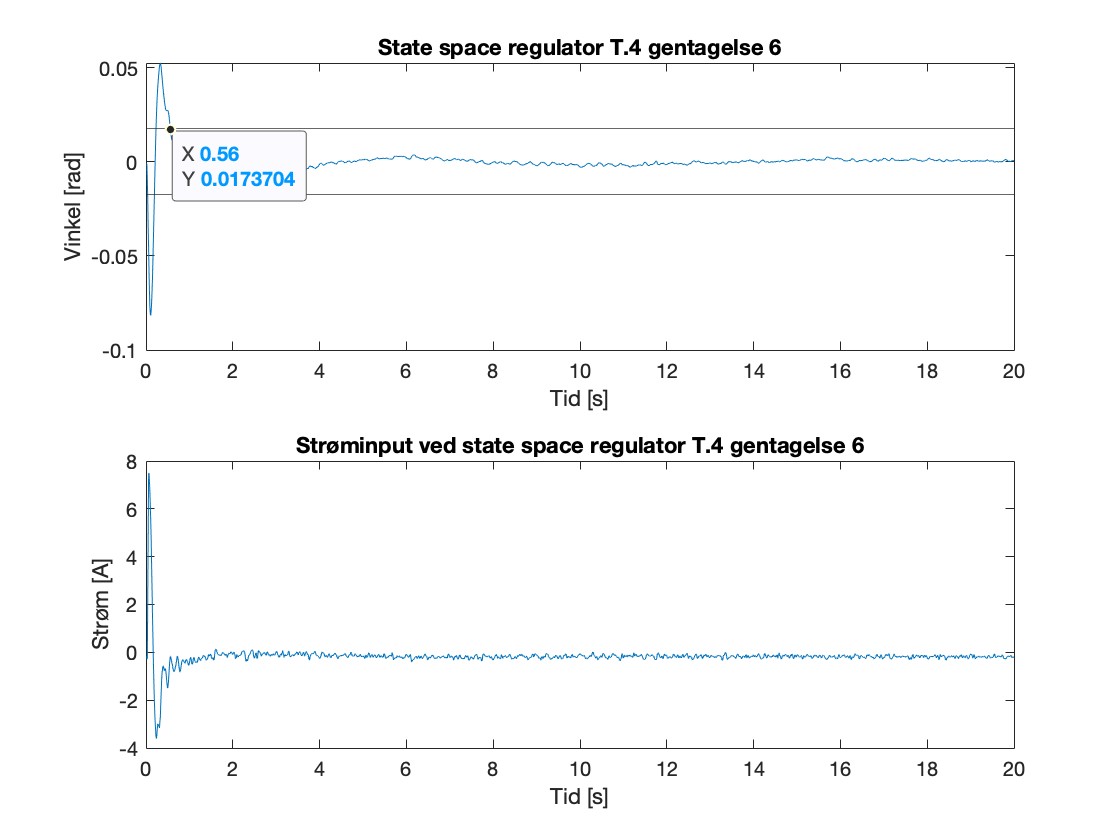 State space regulator T.4 gentagelse 6
0.05
0
-0.05
-0.1
Vinkel [rad]
X 0.56
Y 0.0173704
0 2 4 6 8 10 12 14 16 18 20
Tid [s]
Strøminput ved state space regulator T.4 gentagelse 6
8
6
4
2
0
-2
-4
Strøm [A]
0 2 4 6 8 10 12 14 16 18 20
Tid [s]